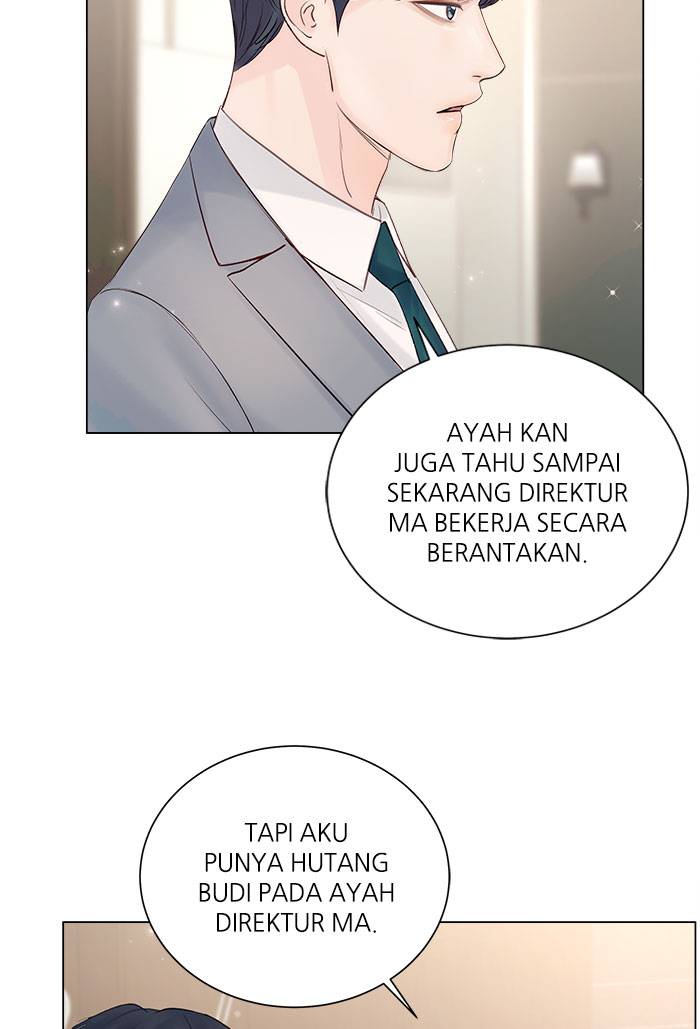 AYAH KAN
JUGA TAHU SAMPAI
SEKARANG DIREKTUR
MA BEKERJA SECARA
BERANTAKAN.
TAPI AKU
PUNYA HUTANG
BUDI PADA AYAH
DIREKTUR MA.